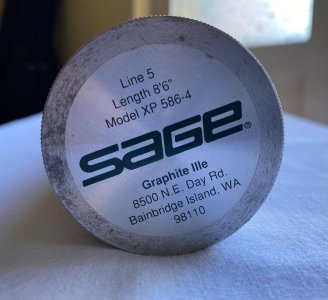 Line 5
Length 8'6"
Model XP 586-4
SAGE®
Graphite IIIe
8500 N.E. Day Rd.
Bainbridge Island, WA
98110